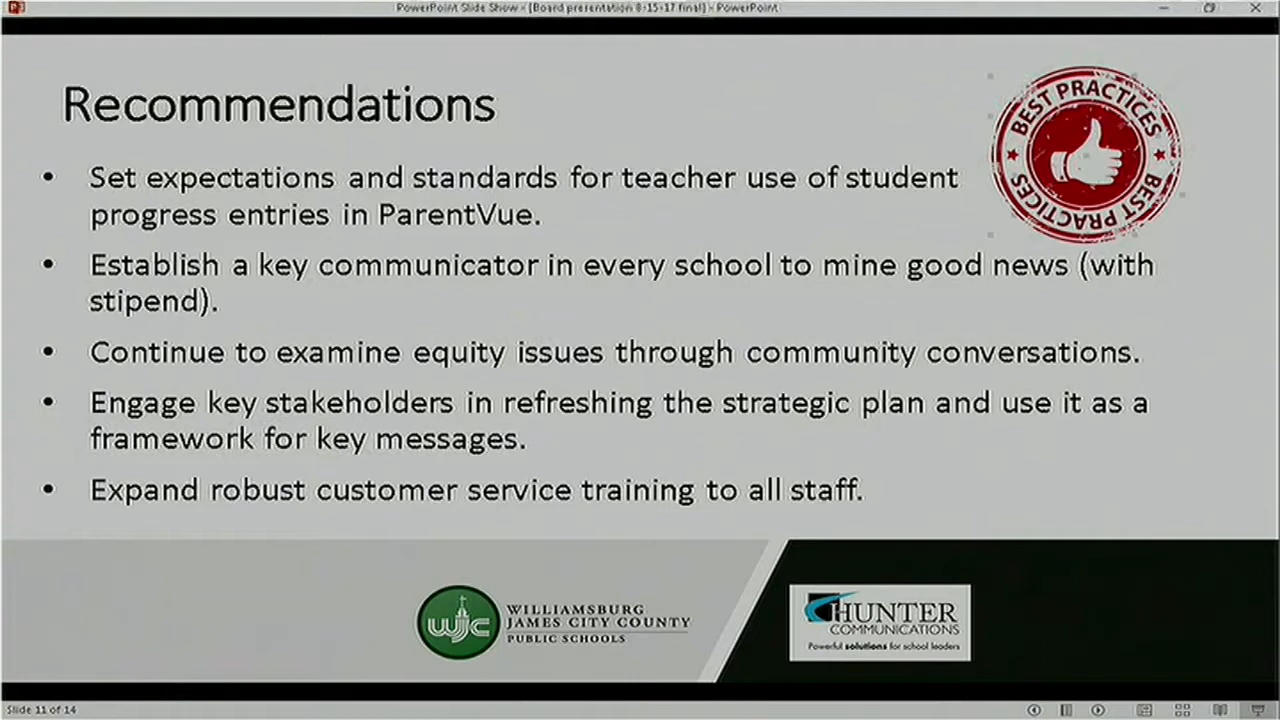 PowerPoint Slide Show - [Board presentation 8-15-17 final] - PowerPoint
Recommendations
BEST PRACTICES
BEST PRACTICES
• Set expectations and standards for teacher use of student
progress entries in ParentVue.
• Establish a key communicator in every school to mine good news (with
stipend).
• Continue to examine equity issues through community conversations.
• Engage key stakeholders in refreshing the strategic plan and use it as a
framework for key messages.
• Expand robust customer service training to all staff.
wjc
WILLIAMSBURG
JAMES CITY COUNTY
PUBLIC SCHOOLS
HUNTER
COMMUNICATIONS
Powerful solutions for school leaders
Slide 11 of 14